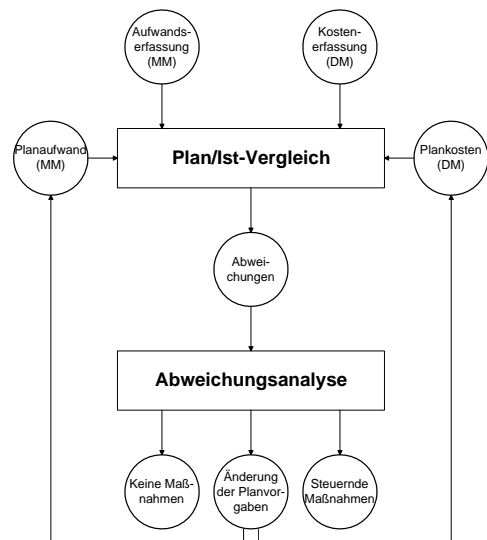 Aufwands-
erfassung
(MM)
Kosten-
erfassung
(DM)
Planaufwand
(MM)
Plan/Ist-Vergleich
Plankosten
(DM)
Abwei-
chungen
Abweichungsanalyse
Keine Maß-
nahmen
Änderung
der Planvor-
gaben
Steuernde
Maßnahmen